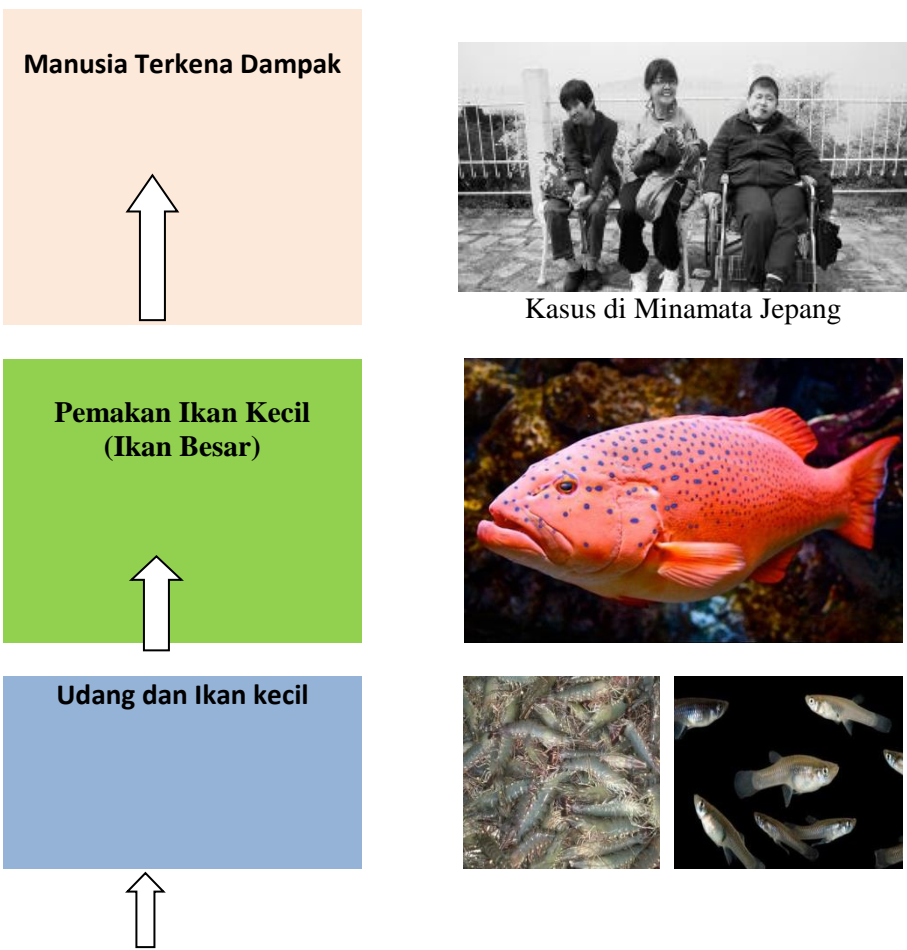 Manusia Terkena Dampak
Kasus di Minamata Jepang
Pemakan Ikan Kecil
(Ikan Besar)
Udang dan Ikan kecil